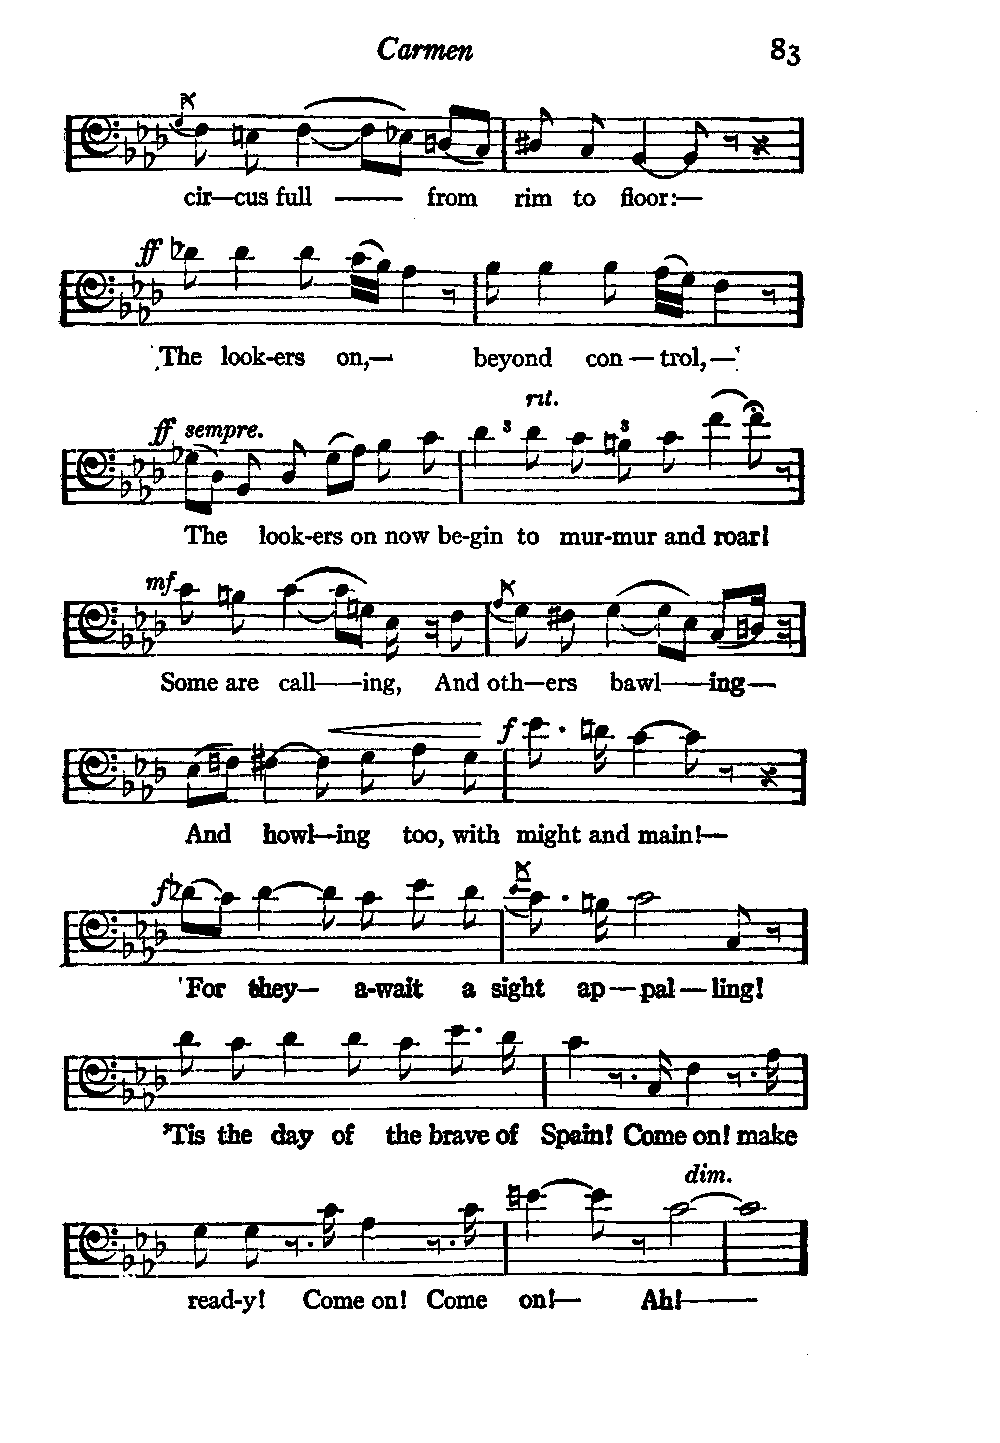 Carmen 83
cir—cus full —— from rim to floor:—
ff
The look-ers on,— beyond con — trol,—
rit.
ff sempre. 3 3
The look-ers on now be-gin to mur-mur and roar!
mf
Some are call——ing, And oth—ers bawl——ing—
f
And howl—ing too, with might and main!—
f
For they— a-wait a sight ap—pal—ling!
'Tis the day of the brave of Spain! Come on! make
dim.
read-y! Come on! Come on!— Ah!———